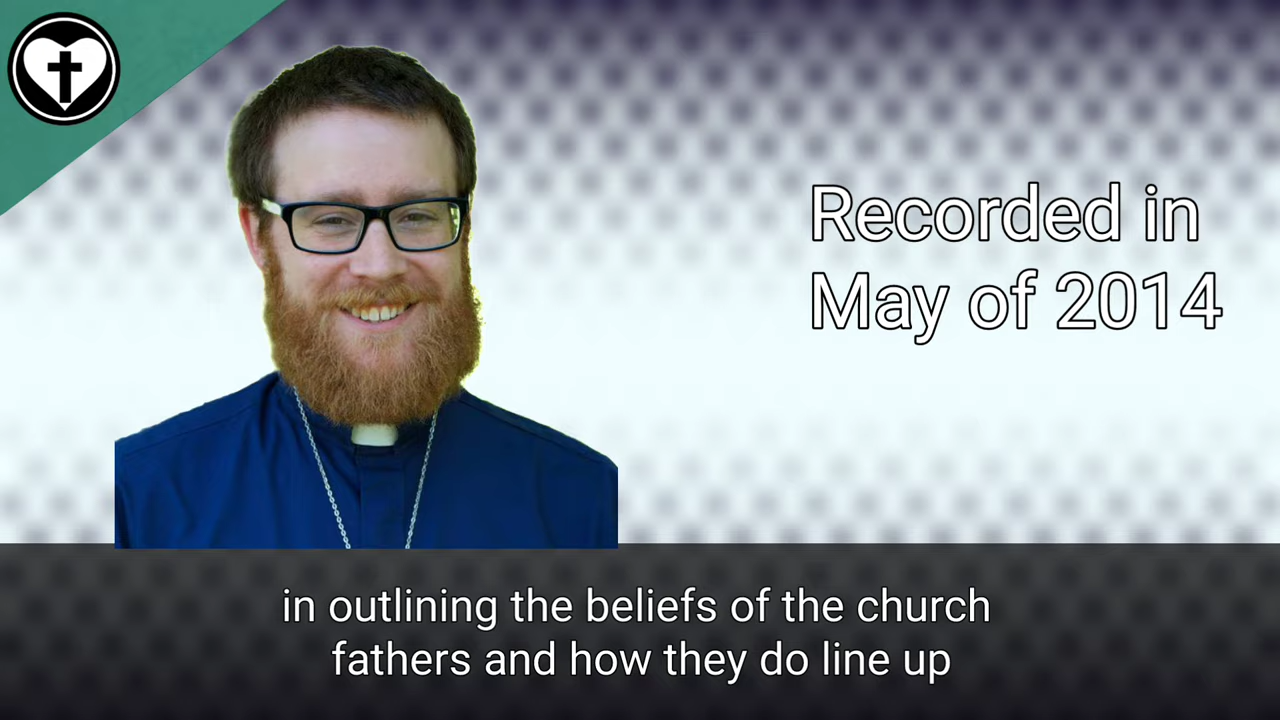 Recorded in
May of 2014
in outlining the beliefs of the church
fathers and how they do line up